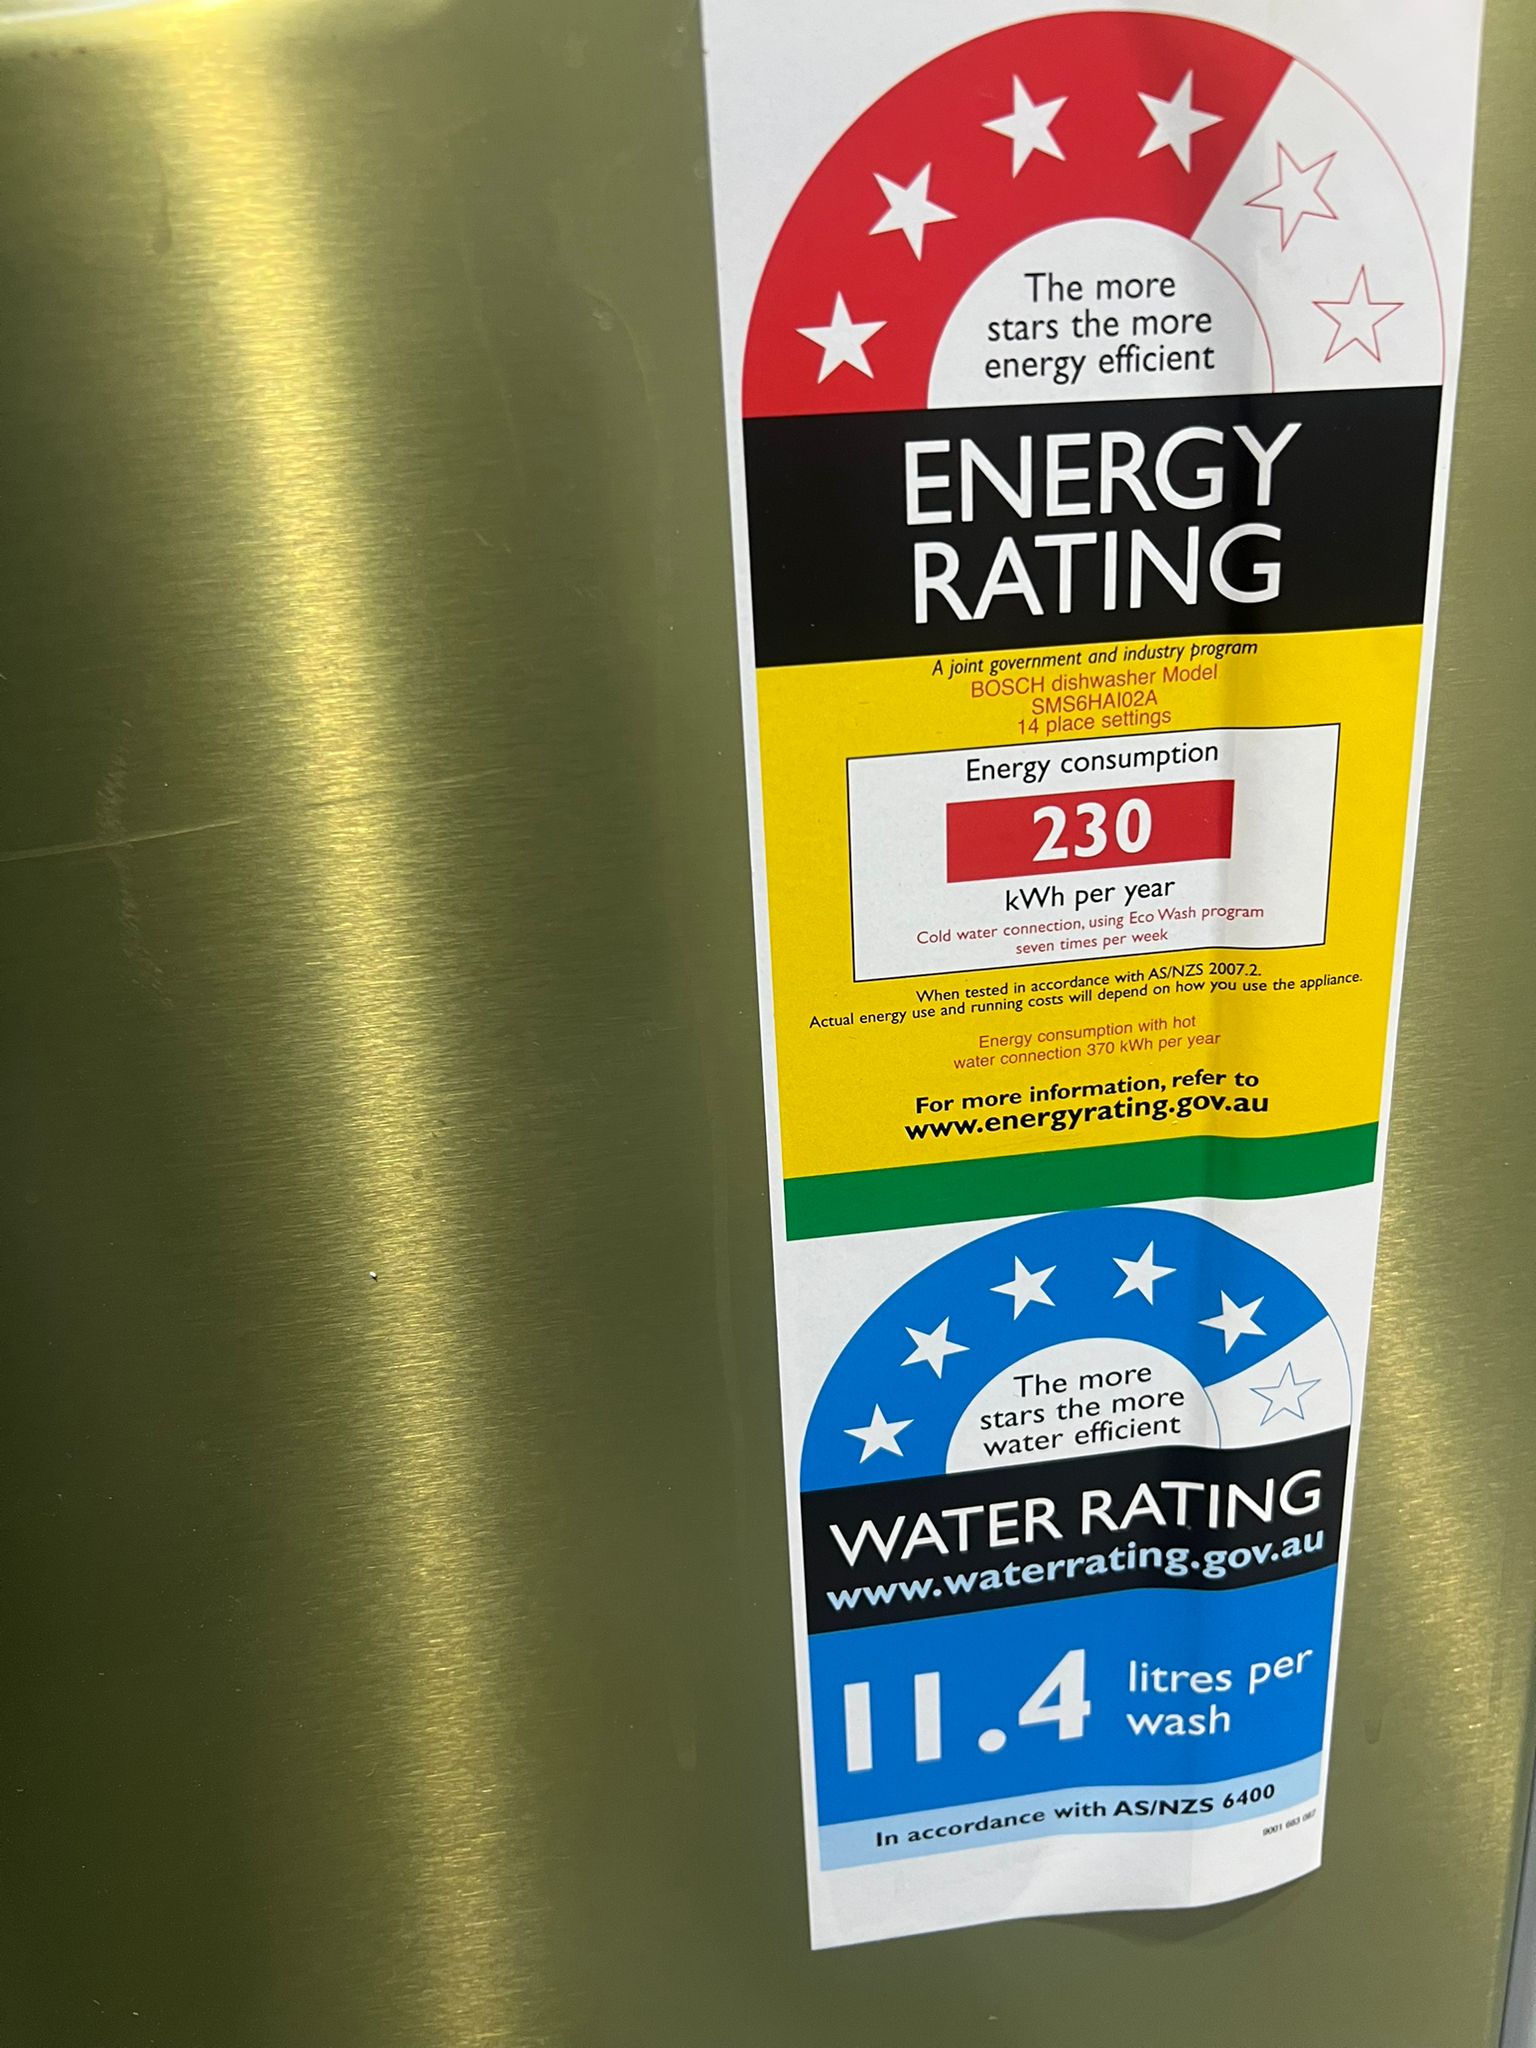 The more
stars the more
energy efficient
ENERGY
RATING
A joint government and industry program
BOSCH dishwasher Model
SMS6HAI02A
14 place settings
Energy consumption
230
kWh per year
Cold water connection, using Eco Wash program
seven times per week
When tested in accordance with AS/NZS 2007.2.
Actual energy use and running costs will depend on how you use the appliance.
Energy consumption with hot
water connection 370 kWh per year
For more information, refer to
www.energyrating.gov.au
The more
stars the more
water efficient
WATER RATING
www.waterrating.gov.au
11.4 litres per
wash
In accordance with AS/NZS 6400